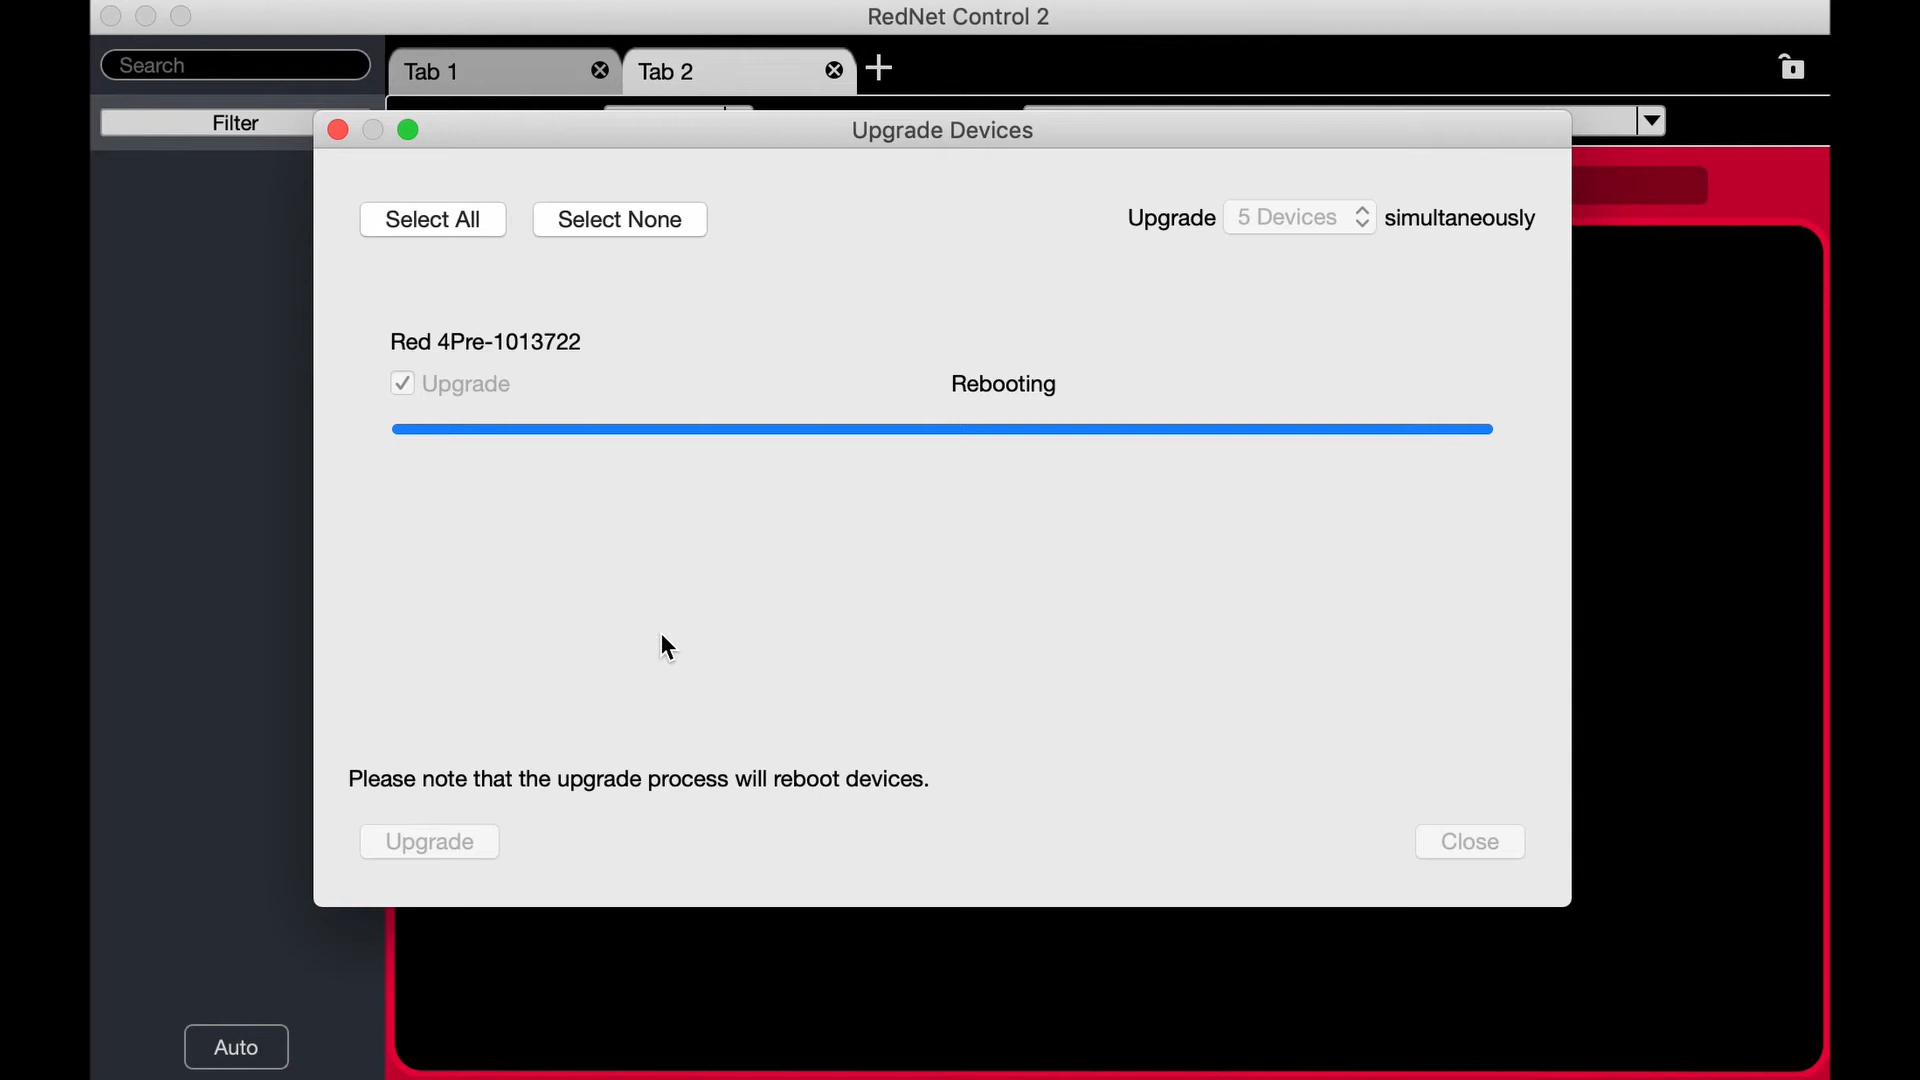 RedNet Control 2
Search
Tab 1
Tab 2
Filter
Upgrade Devices
Select All
Select None
Upgrade 5 Devices simultaneously
Red 4Pre-1013722
Upgrade
Rebooting
Please note that the upgrade process will reboot devices.
Upgrade
Close
Auto